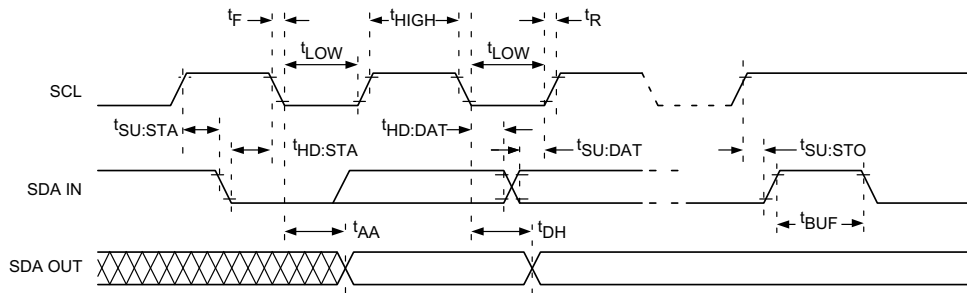 tF tHIGH tR
tLOW tLOW
SCL
tSU:STA tHD:STA tHD:DAT tSU:DAT tSU:STO
SDA IN
tAA tDH tBUF
SDA OUT